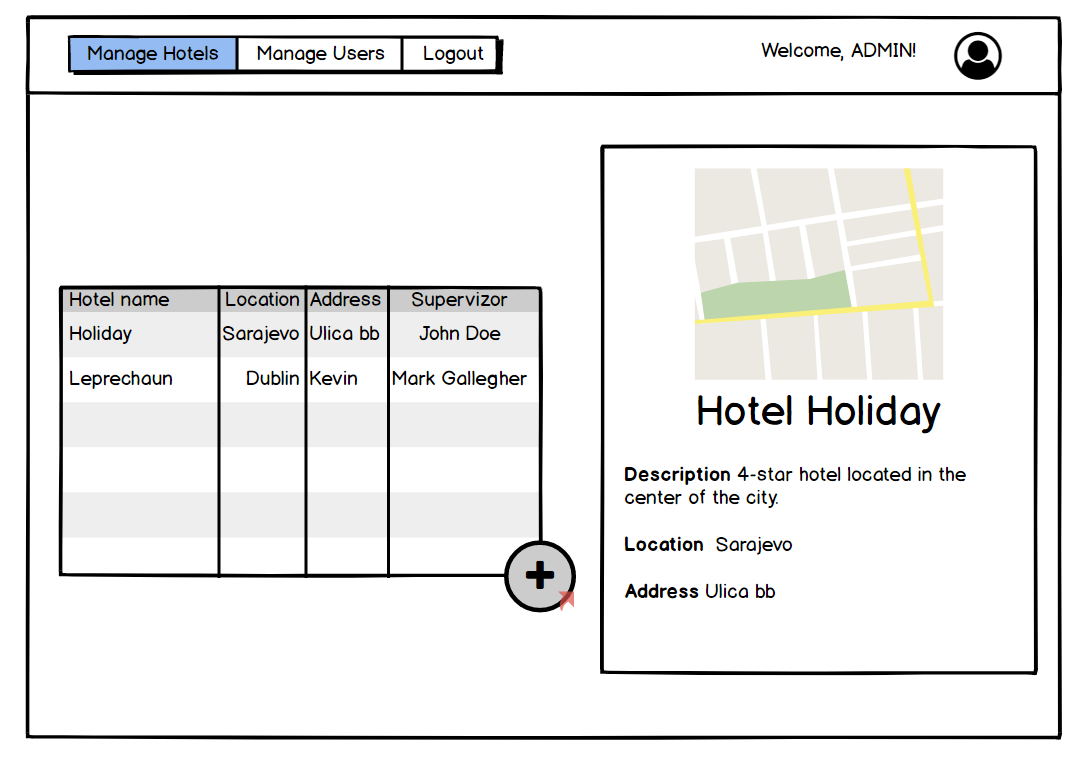 Manage Hotels Manage Users Logout Welcome, ADMIN!
Hotel name Location Address Supervizor
Holiday Sarajevo Ulica bb John Doe
Leprechaun Dublin Kevin Mark Gallegher
Hotel Holiday
Description 4-star hotel located in the
center of the city.
Location Sarajevo
Address Ulica bb